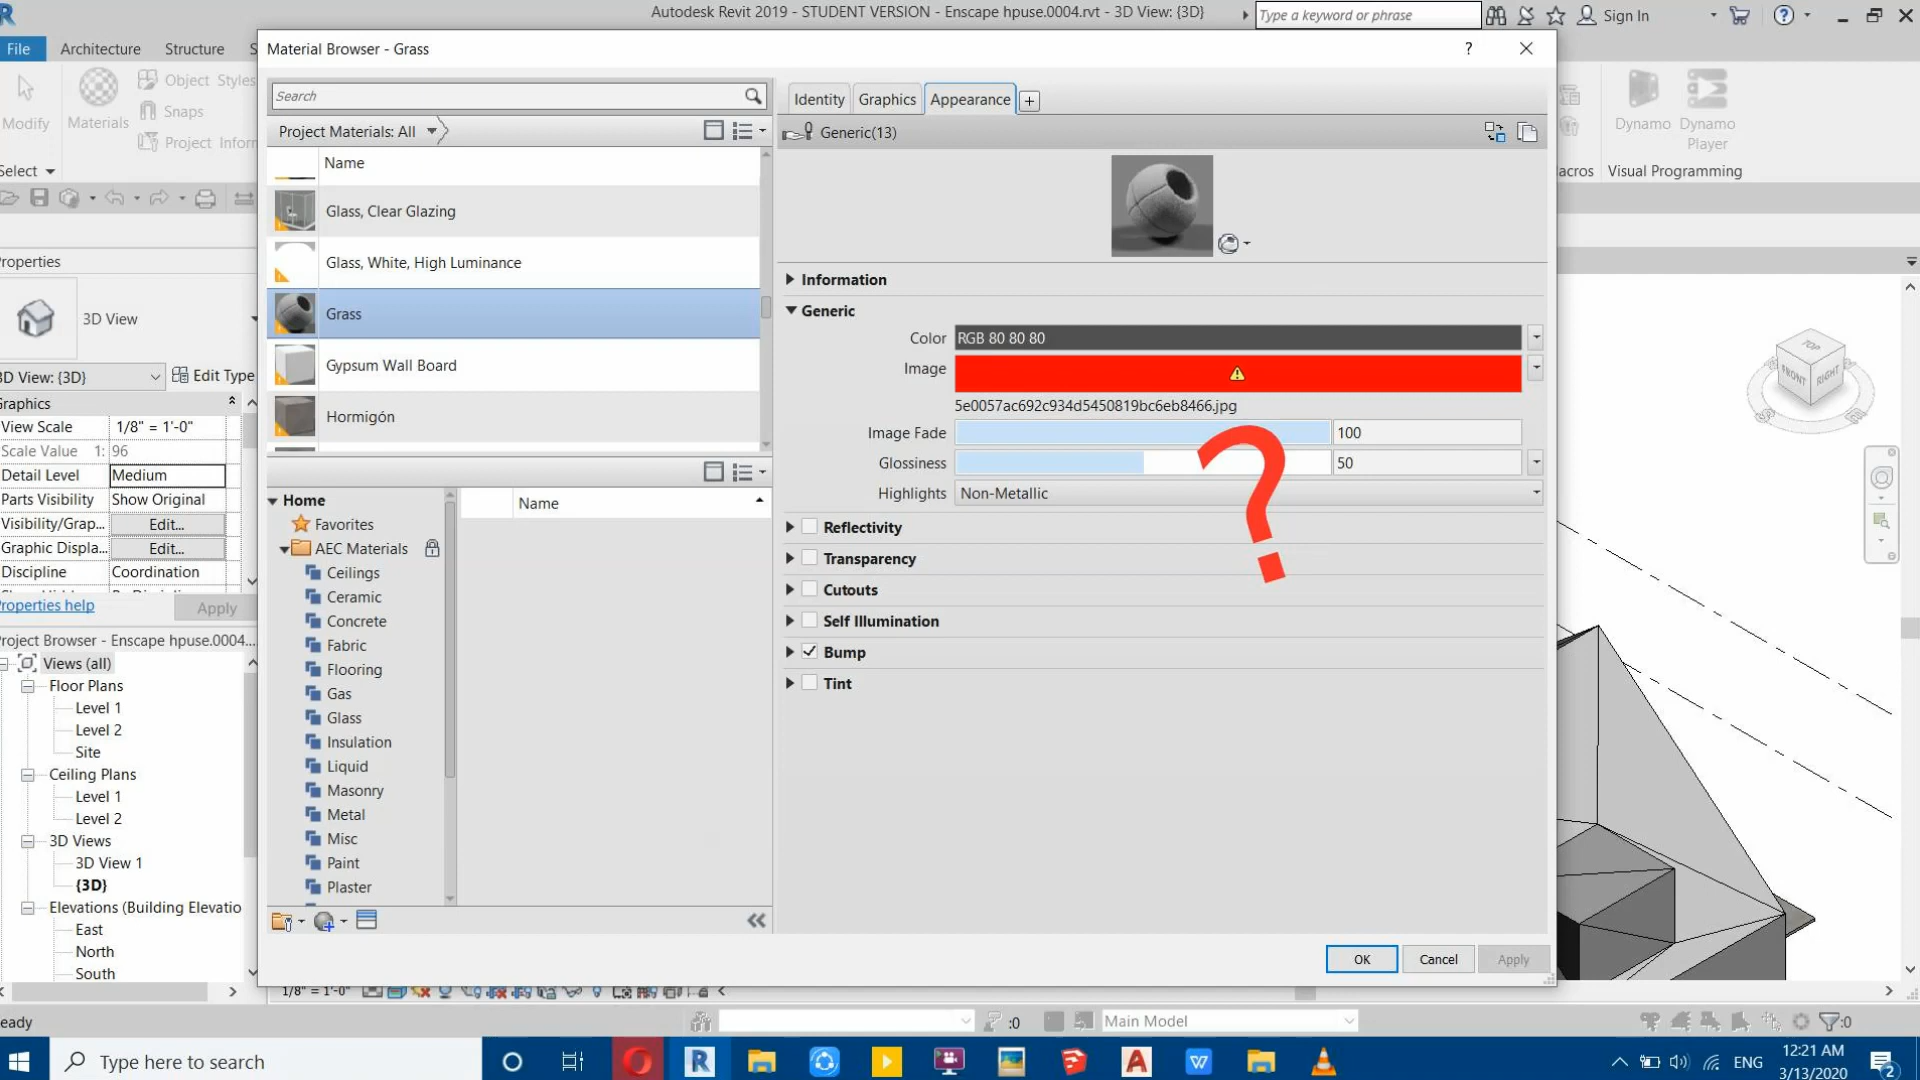 Autodesk Revit 2019 - STUDENT VERSION - Enscape hpuse.0004.rvt - 3D View: {3D}
Type a keyword or phrase
Sign In
File
Architecture
Structure
S
Material Browser - Grass
?
Modify
Materials
Object Styles
Snaps
Project Inform
Select
Dynamo
Dynamo
Player
acros
Visual Programming
Search
Project Materials: All
Name
Glass, Clear Glazing
Glass, White, High Luminance
Grass
Gypsum Wall Board
Hormigón
Identity
Graphics
Appearance
+
Generic(13)
Information
Generic
Color
RGB 80 80 80
Image
5e0057ac692c934d5450819bc6eb8466.jpg
Image Fade
100
Glossiness
50
Highlights
Non-Metallic
?
Reflectivity
Transparency
Cutouts
Self Illumination
Bump
Tint
Home
Favorites
AEC Materials
Ceilings
Ceramic
Concrete
Fabric
Flooring
Gas
Glass
Insulation
Liquid
Masonry
Metal
Misc
Paint
Plaster
Name
OK
Cancel
Apply
roperties
3D View
3D View: {3D}
Edit Type
Graphics
View Scale
1/8" = 1'-0"
Scale Value 1:
96
Detail Level
Medium
Parts Visibility
Show Original
Visibility/Grap...
Edit...
Graphic Displa...
Edit...
Discipline
Coordination
roperties help
Apply
roject Browser - Enscape hpuse.0004....
Views (all)
Floor Plans
Level 1
Level 2
Site
Ceiling Plans
Level 1
Level 2
3D Views
3D View 1
{3D}
Elevations (Building Elevatio
East
North
South
TOP
FRONT
RIGHT
1/8" = 1'-0"
eady
:0
Main Model
:0
Type here to search
ENG
12:21 AM
3/13/2020
2